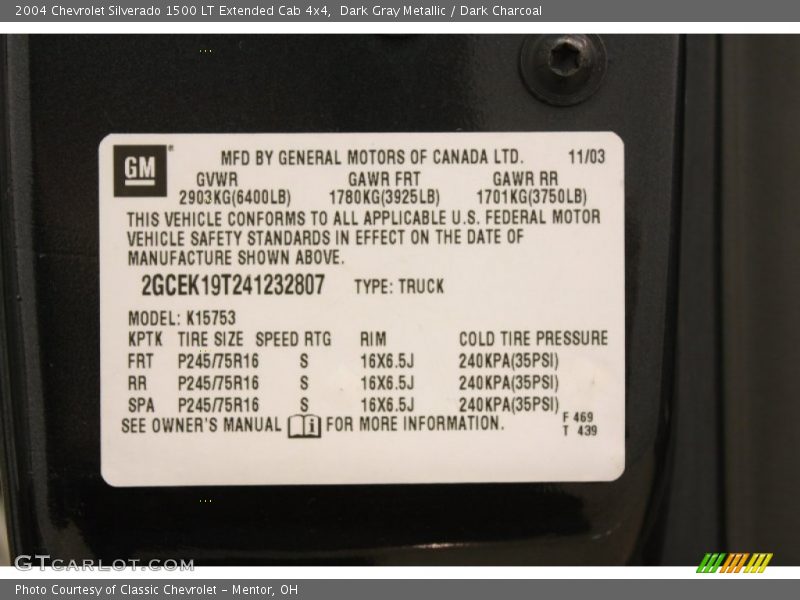 2004 Chevrolet Silverado 1500 LT Extended Cab 4x4, Dark Gray Metallic / Dark Charcoal
GM ® MFD BY GENERAL MOTORS OF CANADA LTD. 11/03
GVWR GAWR FRT GAWR RR
2903KG(6400LB) 1780KG(3925LB) 1701KG(3750LB)
THIS VEHICLE CONFORMS TO ALL APPLICABLE U.S. FEDERAL MOTOR
VEHICLE SAFETY STANDARDS IN EFFECT ON THE DATE OF
MANUFACTURE SHOWN ABOVE.
2GCEK19T241232807 TYPE: TRUCK
MODEL: K15753
KPTK TIRE SIZE SPEED RTG RIM COLD TIRE PRESSURE
FRT P245/75R16 S 16X6.5J 240KPA(35PSI)
RR P245/75R16 S 16X6.5J 240KPA(35PSI)
SPA P245/75R16 S 16X6.5J 240KPA(35PSI)
SEE OWNER'S MANUAL i FOR MORE INFORMATION.
F 469
T 439
GTCARLOT.COM
Photo Courtesy of Classic Chevrolet - Mentor, OH